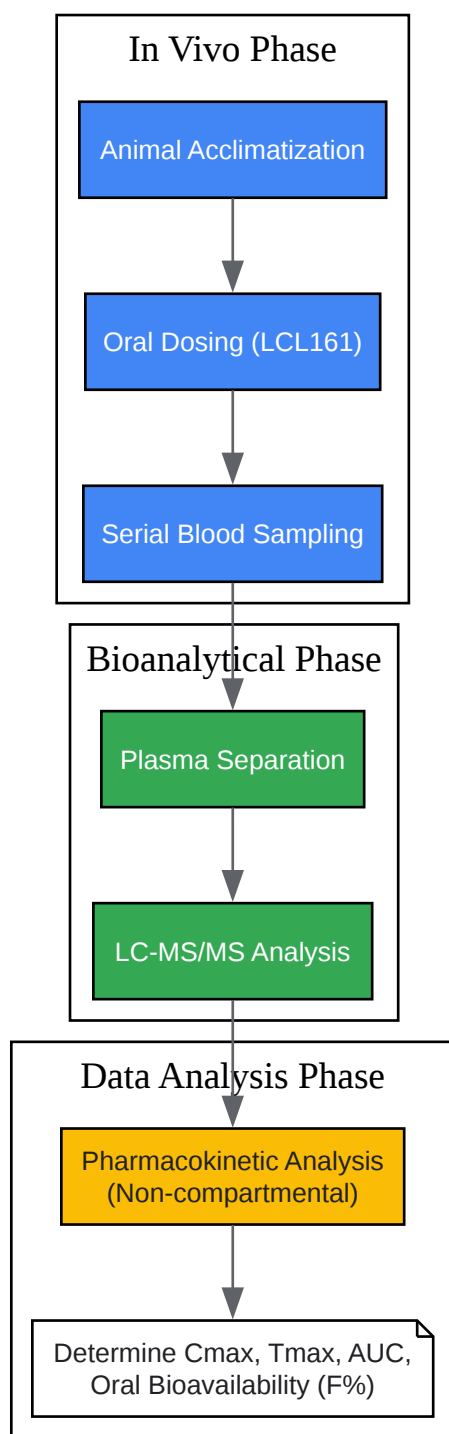 In Vivo Phase
Animal Acclimatization
Oral Dosing (LCL161)
Serial Blood Sampling
Bioanalytical Phase
Plasma Separation
LC-MS/MS Analysis
Data Analysis Phase
Pharmacokinetic Analysis
(Non-compartmental)
Determine Cmax, Tmax, AUC,
Oral Bioavailability (F%)